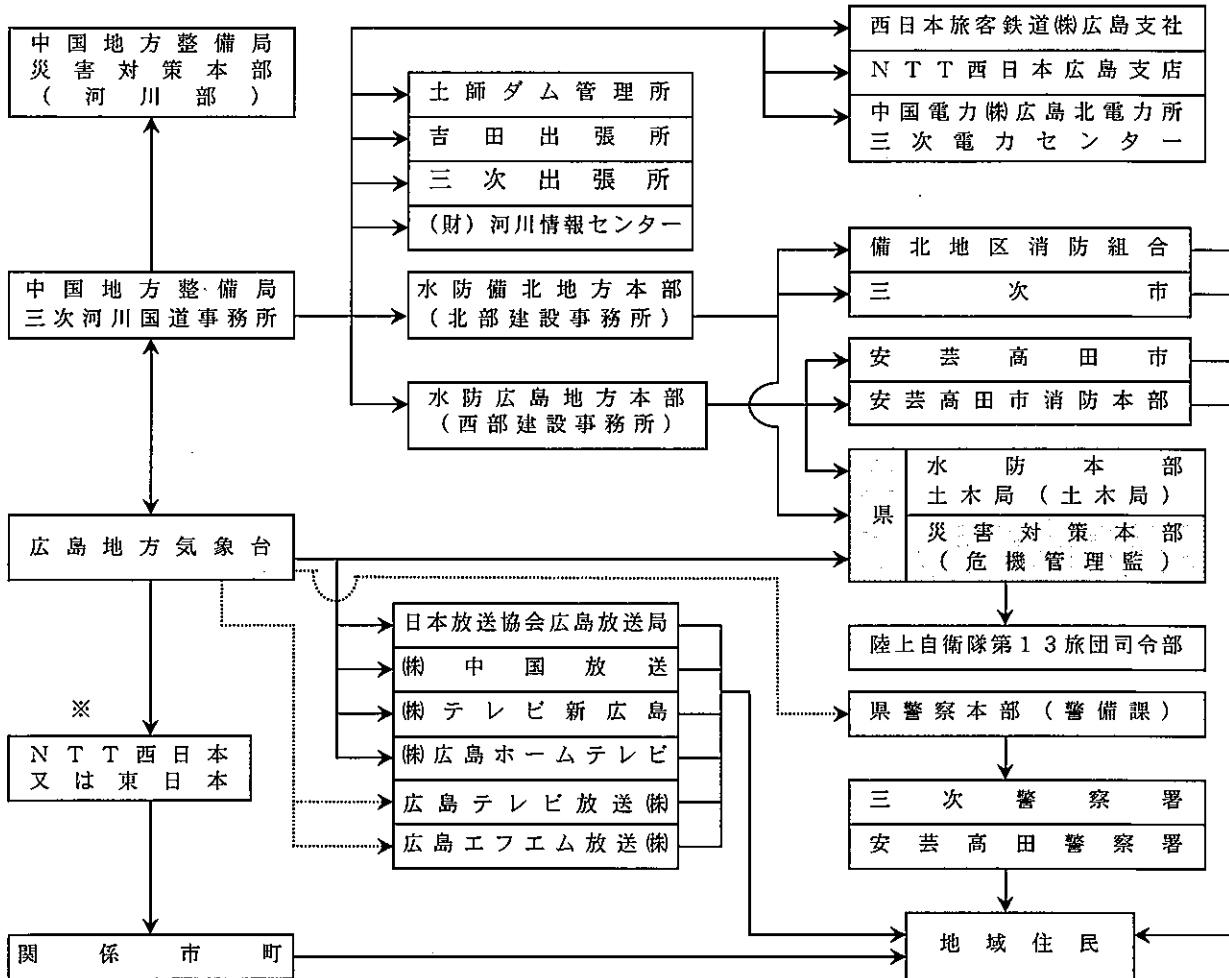 中国地方整備局
災害対策本部
(河川部)
西日本旅客鉄道㈱広島支社
NTT西日本広島支店
中国電力㈱広島北電力所
三次電力センター
土師ダム管理所
吉田出張所
三次出張所
(財)河川情報センター
中国地方整備局
三次河川国道事務所
水防備北地方本部
(北部建設事務所)
備北地区消防組合
三次市
水防広島地方本部
(西部建設事務所)
安芸高田市
安芸高田市消防本部
県
水防本部
土木局(土木局)
災害対策本部
(危機管理監)
広島地方気象台
陸上自衛隊第13旅団司令部
日本放送協会広島放送局
㈱中国放送
㈱テレビ新広島
㈱広島ホームテレビ
広島テレビ放送㈱
広島エフエム放送㈱
県警察本部(警備課)
※
NTT西日本
又は東日本
三次警察署
安芸高田警察署
関係市町
地域住民